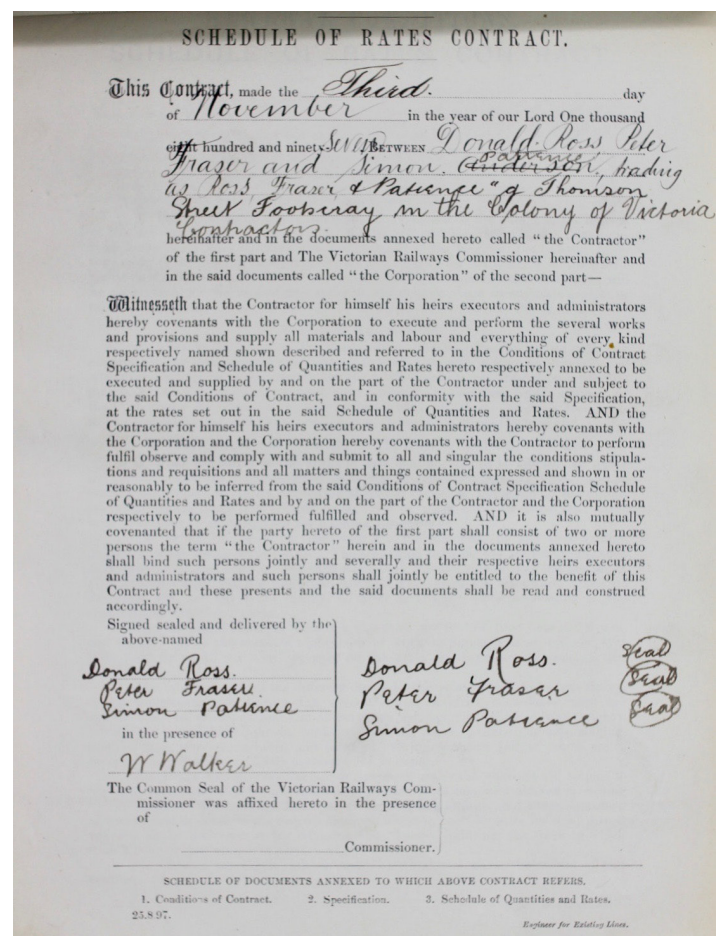 SCHEDULE OF RATES CONTRACT.
This Contract, made the Third. day
of November in the year of our Lord One thousand
eight hundred and ninety-Seven BETWEEN Donald Ross Peter
Patience
Fraser and Simon Anderson, trading
as Ross, Fraser & Patience" of Thomson
Street Footscray in the Colony of Victoria
Contractors.
hereinafter and in the documents annexed hereto called "the Contractor"
of the first part and The Victorian Railways Commissioner hereinafter and
in the said documents called "the Corporation" of the second part—
Witnesseth that the Contractor for himself his heirs executors and administrators
hereby covenants with the Corporation to execute and perform the several works
and provisions and supply all materials and labour and everything of every kind
respectively named shown described and referred to in the Conditions of Contract
Specification and Schedule of Quantities and Rates hereto respectively annexed to be
executed and supplied by and on the part of the Contractor under and subject to
the said Conditions of Contract, and in conformity with the said Specification,
at the rates set out in the said Schedule of Quantities and Rates. AND the
Contractor for himself his heirs executors and administrators hereby covenants with
the Corporation and the Corporation hereby covenants with the Contractor to perform
fulfil observe and comply with and submit to all and singular the conditions stipula-
tions and requisitions and all matters and things contained expressed and shown in or
reasonably to be inferred from the said Conditions of Contract Specification Schedule
of Quantities and Rates and by and on the part of the Contractor and the Corporation
respectively to be performed fulfilled and observed. AND it is also mutually
covenanted that if the party hereto of the first part shall consist of two or more
persons the term "the Contractor" herein and in the documents annexed hereto
shall bind such persons jointly and severally and their respective heirs executors
and administrators and such persons shall jointly be entitled to the benefit of this
Contract and these presents and the said documents shall be read and construed
accordingly.
Signed sealed and delivered by the
above-named
Donald Ross.
Peter Fraser.
Simon Patience
in the presence of
W Walker
Donald Ross. Seal
Peter Fraser Seal
Simon Patience Seal
The Common Seal of the Victorian Railways Com-
missioner was affixed hereto in the presence
of
Commissioner.
SCHEDULE OF DOCUMENTS ANNEXED TO WHICH ABOVE CONTRACT REFERS.
1. Conditions of Contract. 2. Specification. 3. Schedule of Quantities and Rates.
25.8.97.
Engineer for Existing Lines.